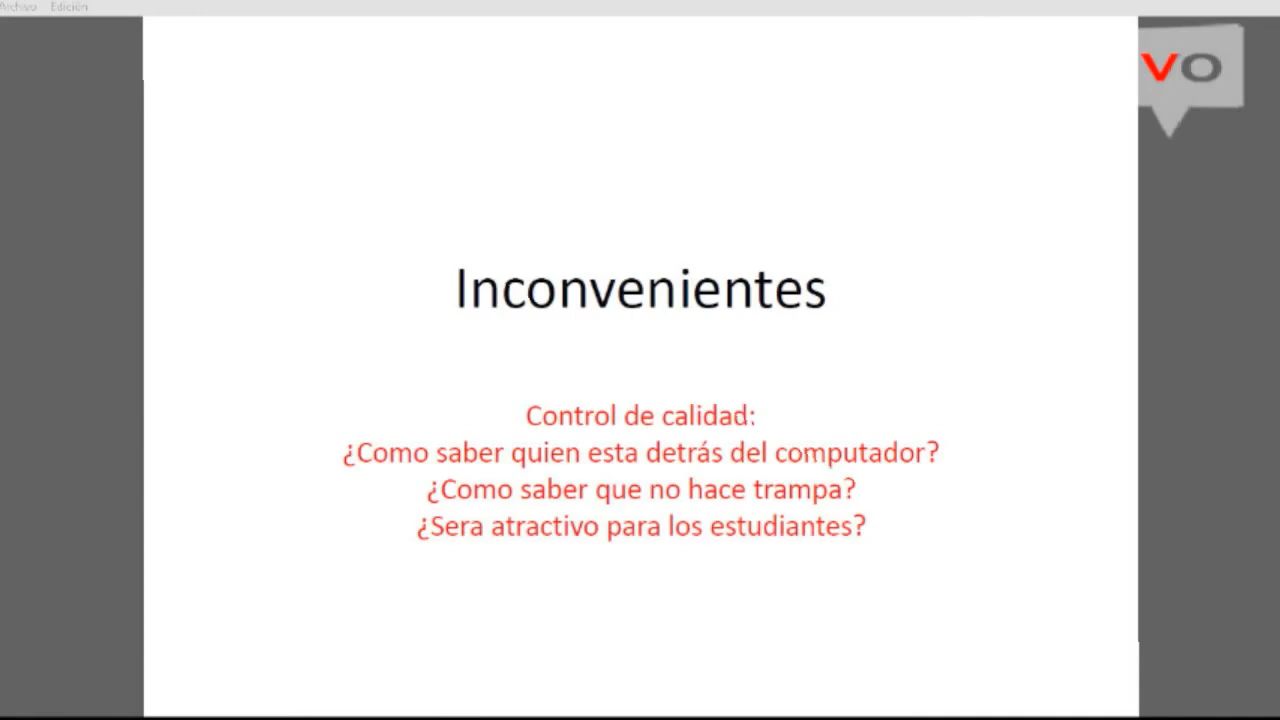 Archivo Edición
VO
Inconvenientes
Control de calidad:
¿Como saber quien esta detrás del computador?
¿Como saber que no hace trampa?
¿Sera atractivo para los estudiantes?